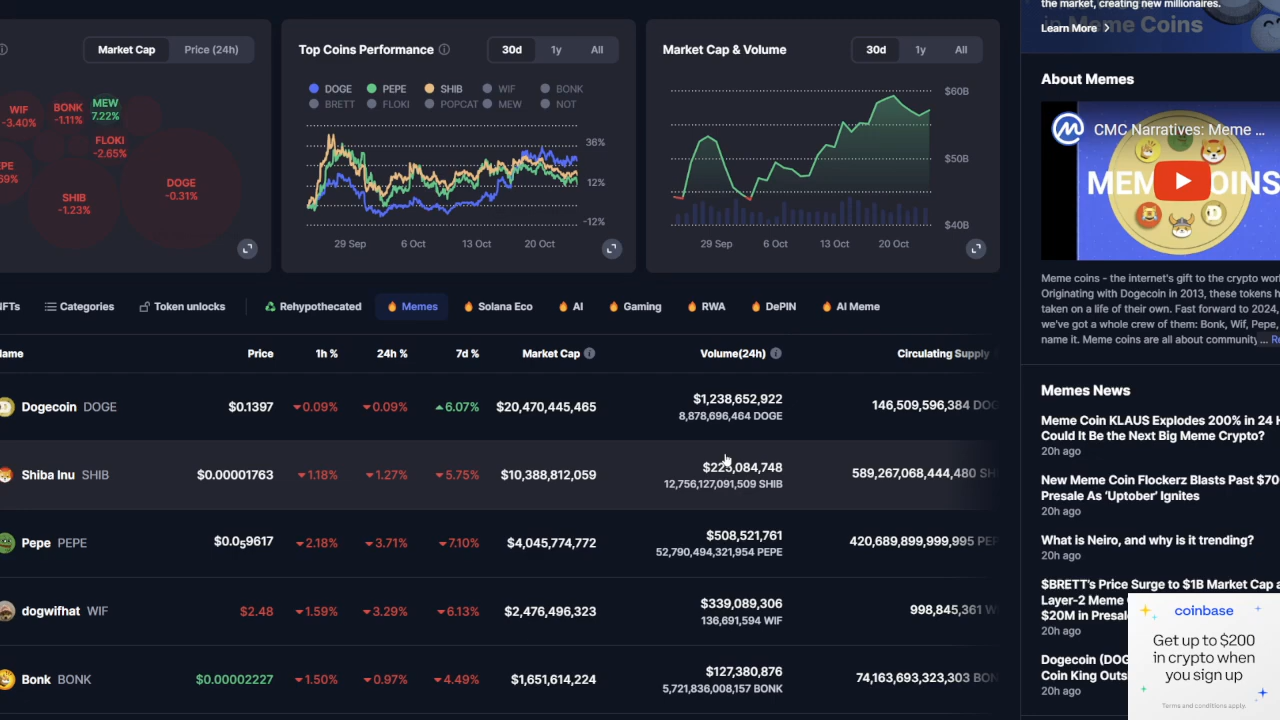 the market, creating new millionaires.
in Meme Coins
Learn More
Market Cap
Price (24h)
WIF
-3.40%
BONK
-1.11%
MEW
7.22%
FLOKI
-2.65%
SHIB
-1.23%
DOGE
-0.31%
Top Coins Performance
30d
1y
All
DOGE
PEPE
SHIB
WIF
BONK
BRETT
FLOKI
POPCAT
MEW
NOT
36%
12%
-12%
29 Sep
6 Oct
13 Oct
20 Oct
Market Cap & Volume
30d
1y
All
$60B
$50B
$40B
29 Sep
6 Oct
13 Oct
20 Oct
About Memes
CMC Narratives: Meme ...
MEME COINS
Meme coins - the internet's gift to the crypto
Originating with Dogecoin in 2013, these tokens
taken on a life of their own. Fast forward to 2024,
we've got a whole crew of them: Bonk, Wif, Pepe,
name it. Meme coins are all about community ...
Categories
Token unlocks
Rehypothecated
Memes
Solana Eco
AI
Gaming
RWA
DePIN
AI Meme
Price
1h %
24h %
7d %
Market Cap
Volume(24h)
Circulating Supply
Dogecoin DOGE
$0.1397
0.09%
0.09%
6.07%
$20,470,445,465
$1,238,652,922
8,878,696,464 DOGE
146,509,596,384 DOG
Shiba Inu SHIB
$0.00001763
1.18%
1.27%
5.75%
$10,388,812,059
12,756,127,091,509 SHIB
589,267,068,444,480 SH
Pepe PEPE
$0.0₅9617
2.18%
3.71%
7.10%
$4,045,774,772
$508,521,761
52,790,494,321,954 PEPE
420,689,899,999,995 PEP
dogwifhat WIF
$2.48
1.59%
3.29%
6.13%
$2,476,496,323
$339,089,306
136,691,594 WIF
998,845,361 W
Bonk BONK
$0.00002227
1.50%
0.97%
4.49%
$1,651,614,224
$127,380,876
5,721,836,008,157 BONK
74,163,693,323,303 BON
Memes News
Meme Coin KLAUS Explodes 200% in 24
Could It Be the Next Big Meme Crypto?
20h ago
New Meme Coin Flockerz Blasts Past $70
Presale As 'Uptober' Ignites
20h ago
What is Neiro, and why is it trending?
20h ago
$BRETT's Price Surge to $1B Market Cap
Layer-2 Meme
$20M in Presal
20h ago
Dogecoin (DOG
Coin King Outs
20h ago
coinbase
Get up to $200
in crypto when
you sign up
Terms and conditions apply.